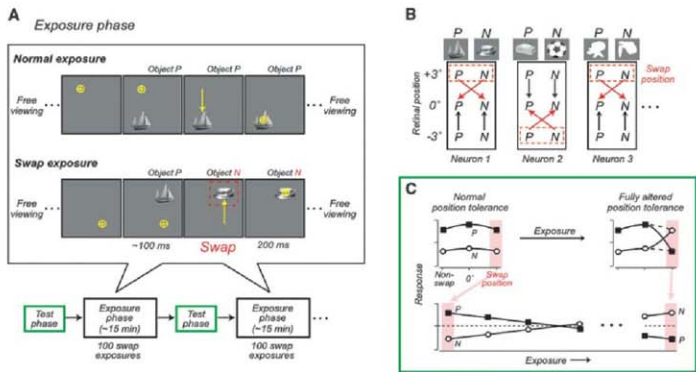 A
Exposure phase
Normal exposure
Object P
Object P
Object P
Free viewing
Free viewing
Swap exposure
Object P
Object N
Object N
Free viewing
Free viewing
~100 ms
Swap
200 ms
Test phase
Exposure phase (~15 min)
Test phase
Exposure phase (~15 min)
100 swap exposures
100 swap exposures
B
P N P N P N
Retinal position
+3° P N P N P N
Swap position
0° P N P N P N
-3° P N P N P N
Neuron 1 Neuron 2 Neuron 3
C
Normal position tolerance
Fully altered position tolerance
P
N
Exposure
Non-swap
0°
Swap position
Response
P
N
N
P
Exposure